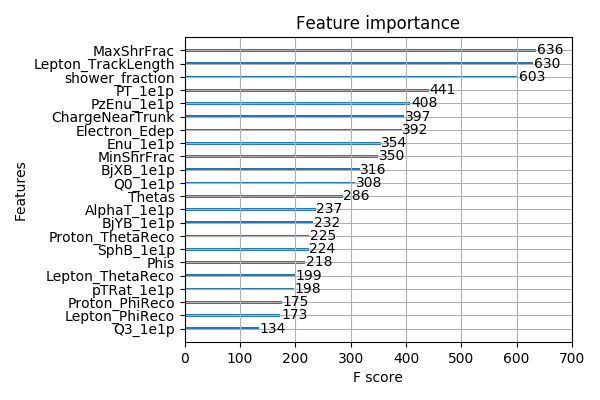 Feature importance
MaxShrFrac 636
Lepton_TrackLength 630
shower_fraction 603
PT_1e1p 441
PzEnu_1e1p 408
ChargeNearTrunk 397
Electron_Edep 392
Enu_1e1p 354
MinShrFrac 350
BjXB_1e1p 316
Q0_1e1p 308
Thetas 286
AlphaT_1e1p 237
BjYB_1e1p 232
Proton_ThetaReco 225
SphB_1e1p 224
Phis 218
Lepton_ThetaReco 199
pTRat_1e1p 198
Proton_PhiReco 175
Lepton_PhiReco 173
Q3_1e1p 134
Features
0 100 200 300 400 500 600 700
F score